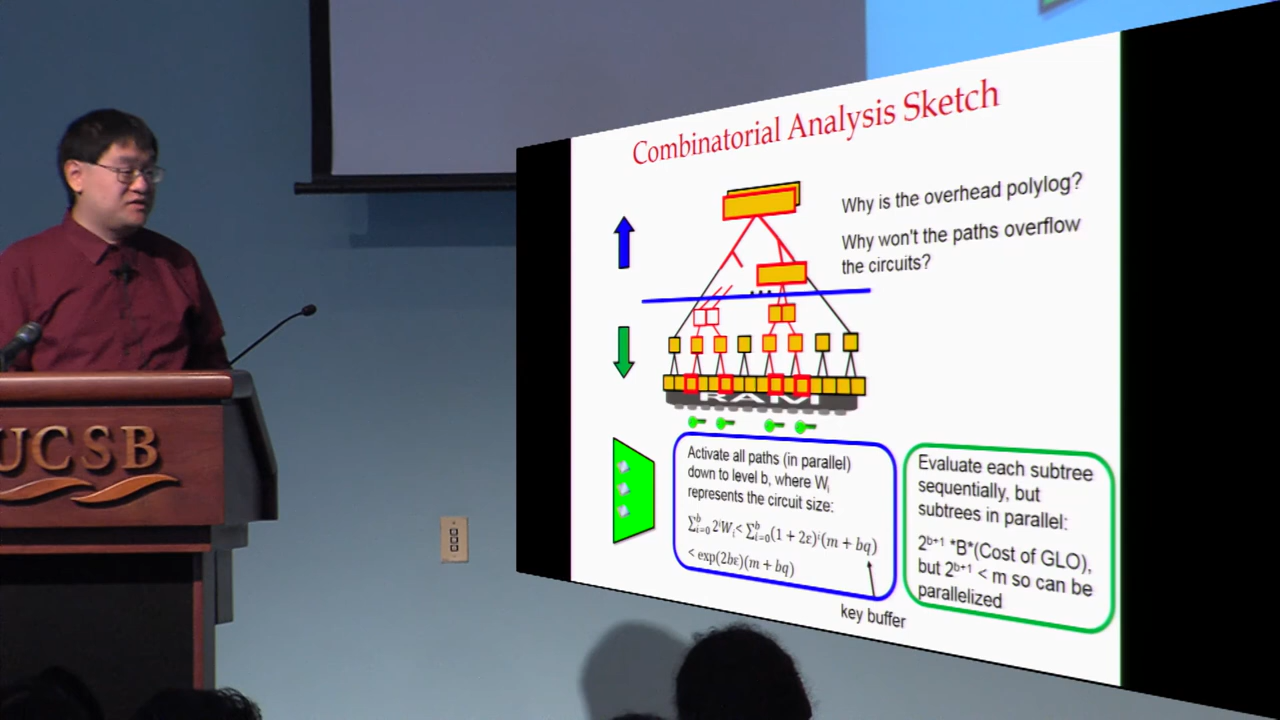 Combinatorial Analysis Sketch
Why is the overhead polylog?
Why won't the paths overflow
the circuits?
...
RAM
Activate all paths (in parallel)
down to level b, where Wᵢ
represents the circuit size:
∑ᵇᵢ₌₀ 2ⁱWᵢ < ∑ᵇᵢ₌₀(1 + 2ε)ⁱ(m + bq)
< exp(2bε)(m + bq)
key buffer
Evaluate each subtree
sequentially, but
subtrees in parallel:
2ᵇ⁺¹ *B*(Cost of GLO),
but 2ᵇ⁺¹ < m so can be
parallelized
UCSB